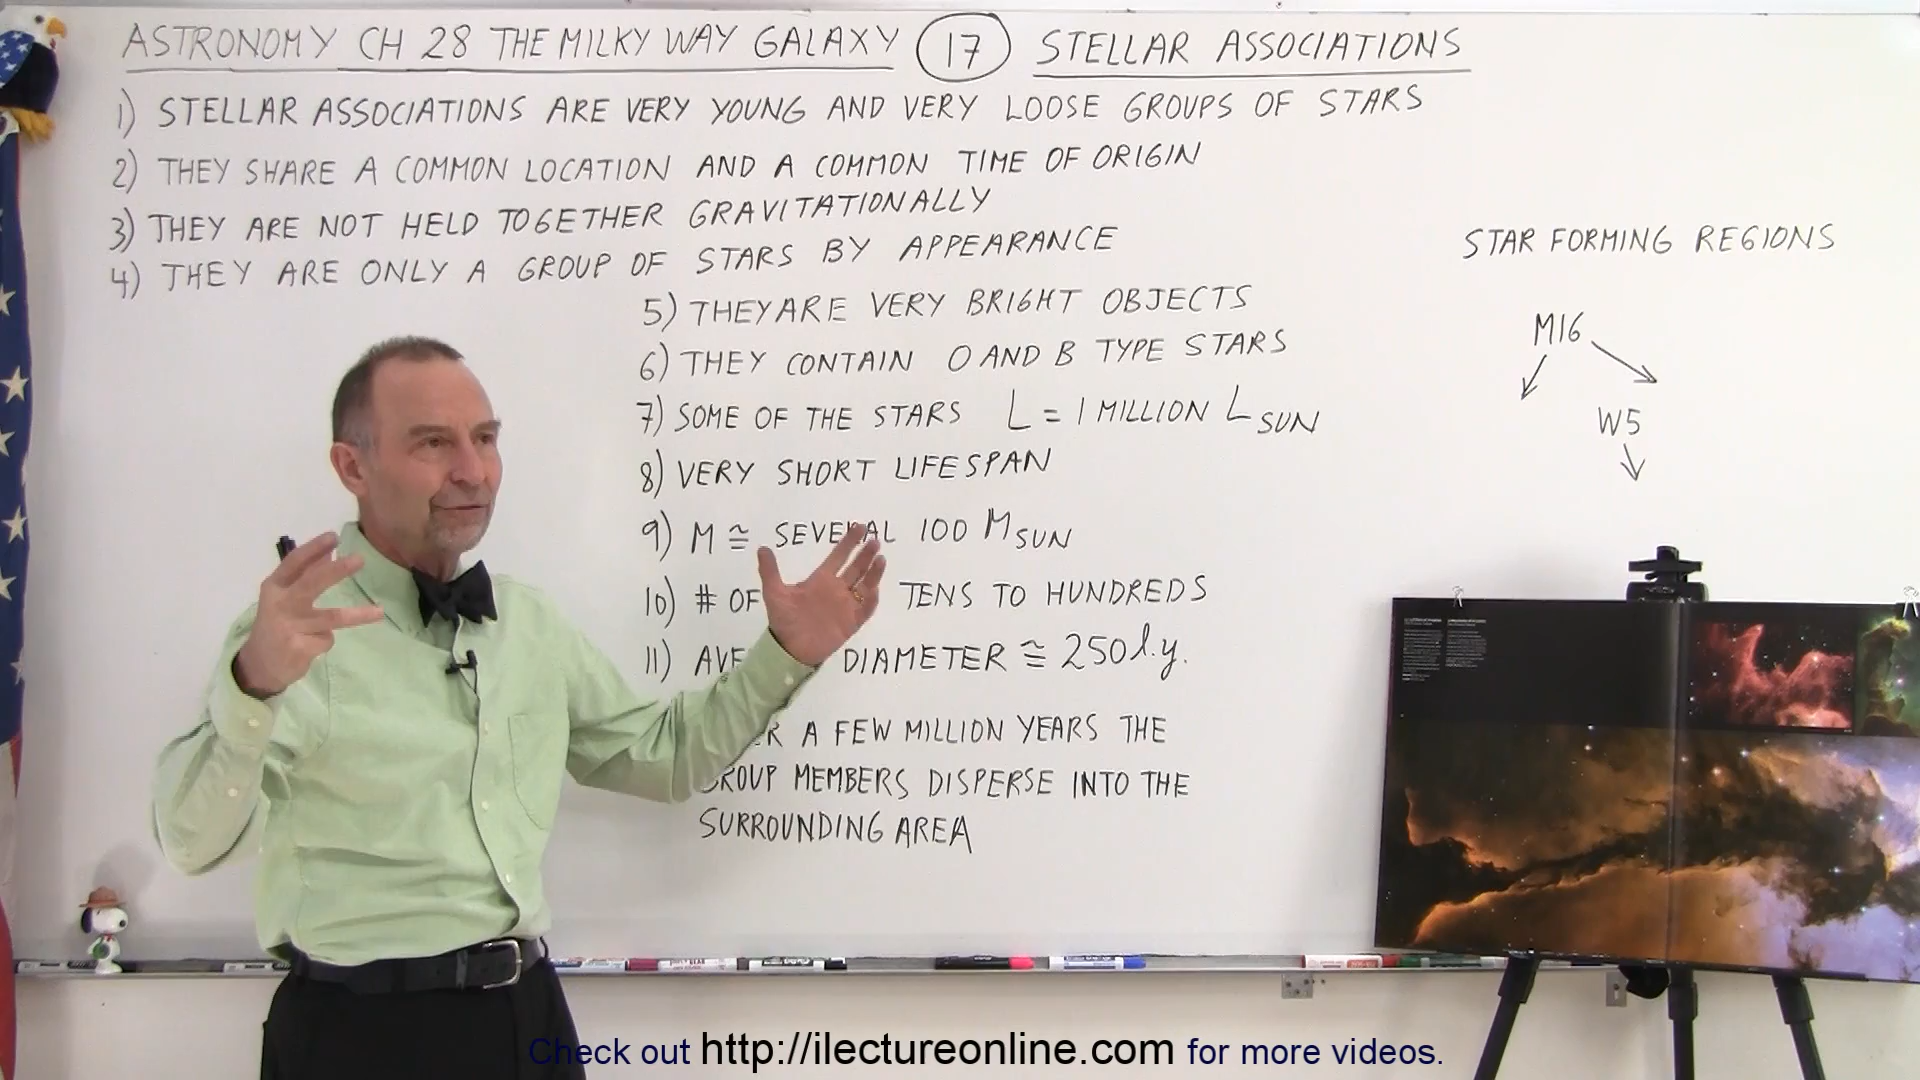 ASTRONOMY CH 28 THE MILKY WAY GALAXY 17 STELLAR ASSOCIATIONS
1) STELLAR ASSOCIATIONS ARE VERY YOUNG AND VERY LOOSE GROUPS OF STARS
2) THEY SHARE A COMMON LOCATION AND A COMMON TIME OF ORIGIN
3) THEY ARE NOT HELD TOGETHER GRAVITATIONALLY
4) THEY ARE ONLY A GROUP OF STARS BY APPEARANCE
5) THEY ARE VERY BRIGHT OBJECTS
6) THEY CONTAIN O AND B TYPE STARS
7) SOME OF THE STARS L = 1 MILLION L SUN
8) VERY SHORT LIFESPAN
9) M ≅ SEVERAL 100 M SUN
10) # OF TENS TO HUNDREDS
11) AVE DIAMETER ≅ 250 l.y.
R A FEW MILLION YEARS THE
GROUP MEMBERS DISPERSE INTO THE
SURROUNDING AREA
STAR FORMING REGIONS
M16
W5
Check out http://ilectureonline.com for more videos.